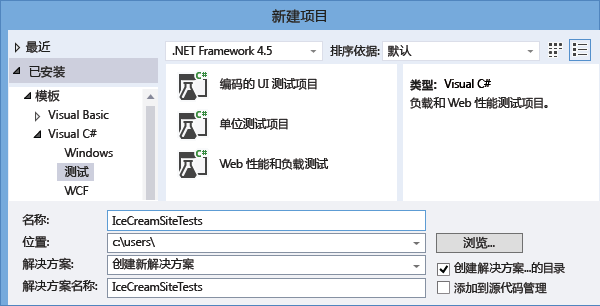 新建项目
最近
已安装
模板
Visual Basic
Visual C#
Windows
测试
WCF
.NET Framework 4.5
排序依据: 默认
C# 编码的 UI 测试项目
C# 单位测试项目
C# Web 性能和负载测试
类型: Visual C#
负载和 Web 性能测试项目。
名称: IceCreamSiteTests
位置: c:\users\
浏览...
解决方案: 创建新解决方案
创建解决方案...的目录
解决方案名称: IceCreamSiteTests
添加到源代码管理